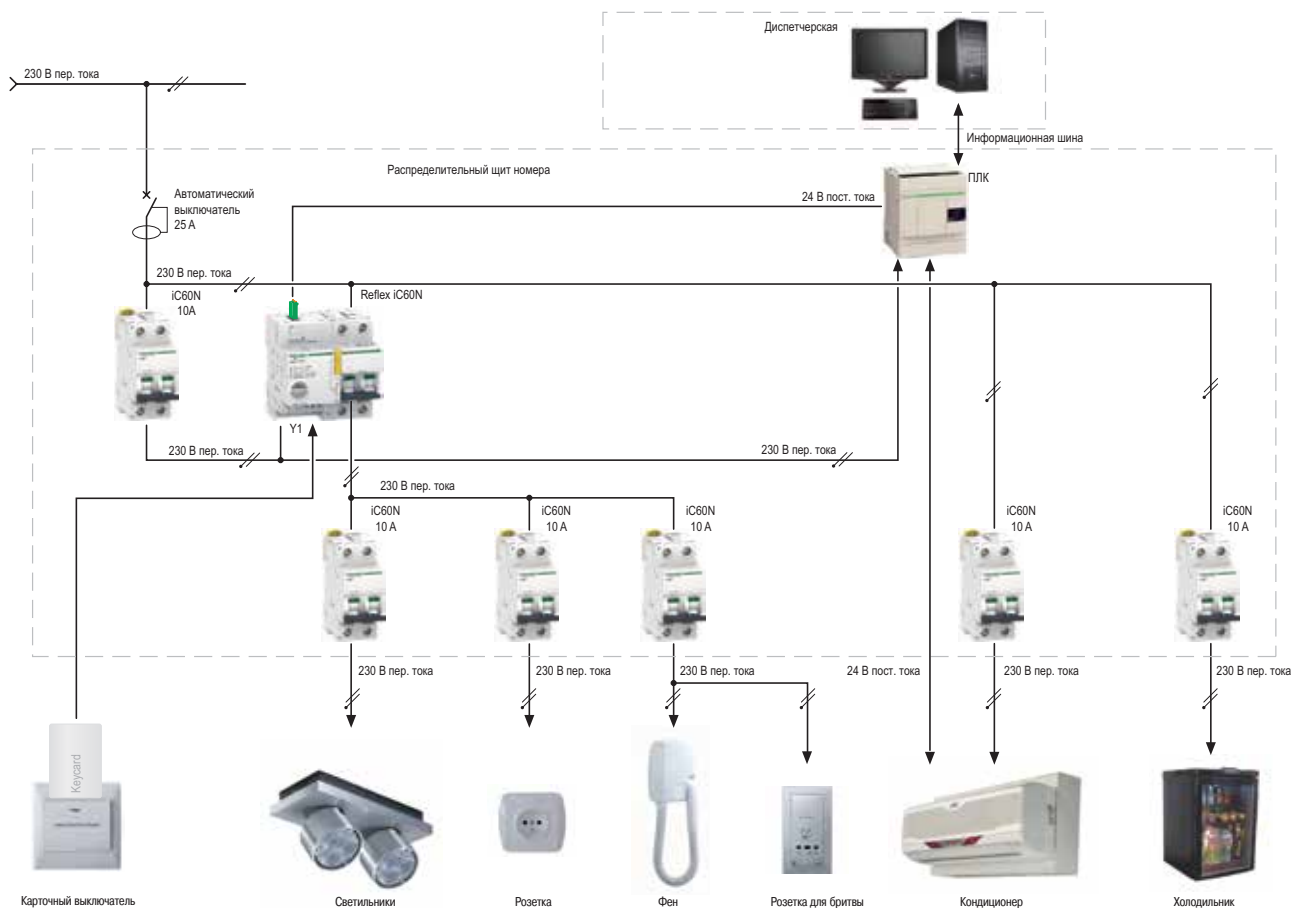 Диспетчерская
230 В пер. тока
Информационная шина
Распределительный щит номера
ПЛК
Автоматический
выключатель
25 А
24 В пост. тока
230 В пер. тока
iC60N
10А
Reflex iC60N
Y1
230 В пер. тока
230 В пер. тока
230 В пер. тока
iC60N
10 А
iC60N
10 А
iC60N
10 А
iC60N
10 А
iC60N
10 А
230 В пер. тока
230 В пер. тока
230 В пер. тока
24 В пост. тока
230 В пер. тока
230 В пер. тока
Keycard
Карточный выключатель
Светильники
Розетка
Фен
Розетка для бритвы
Кондиционер
Холодильник